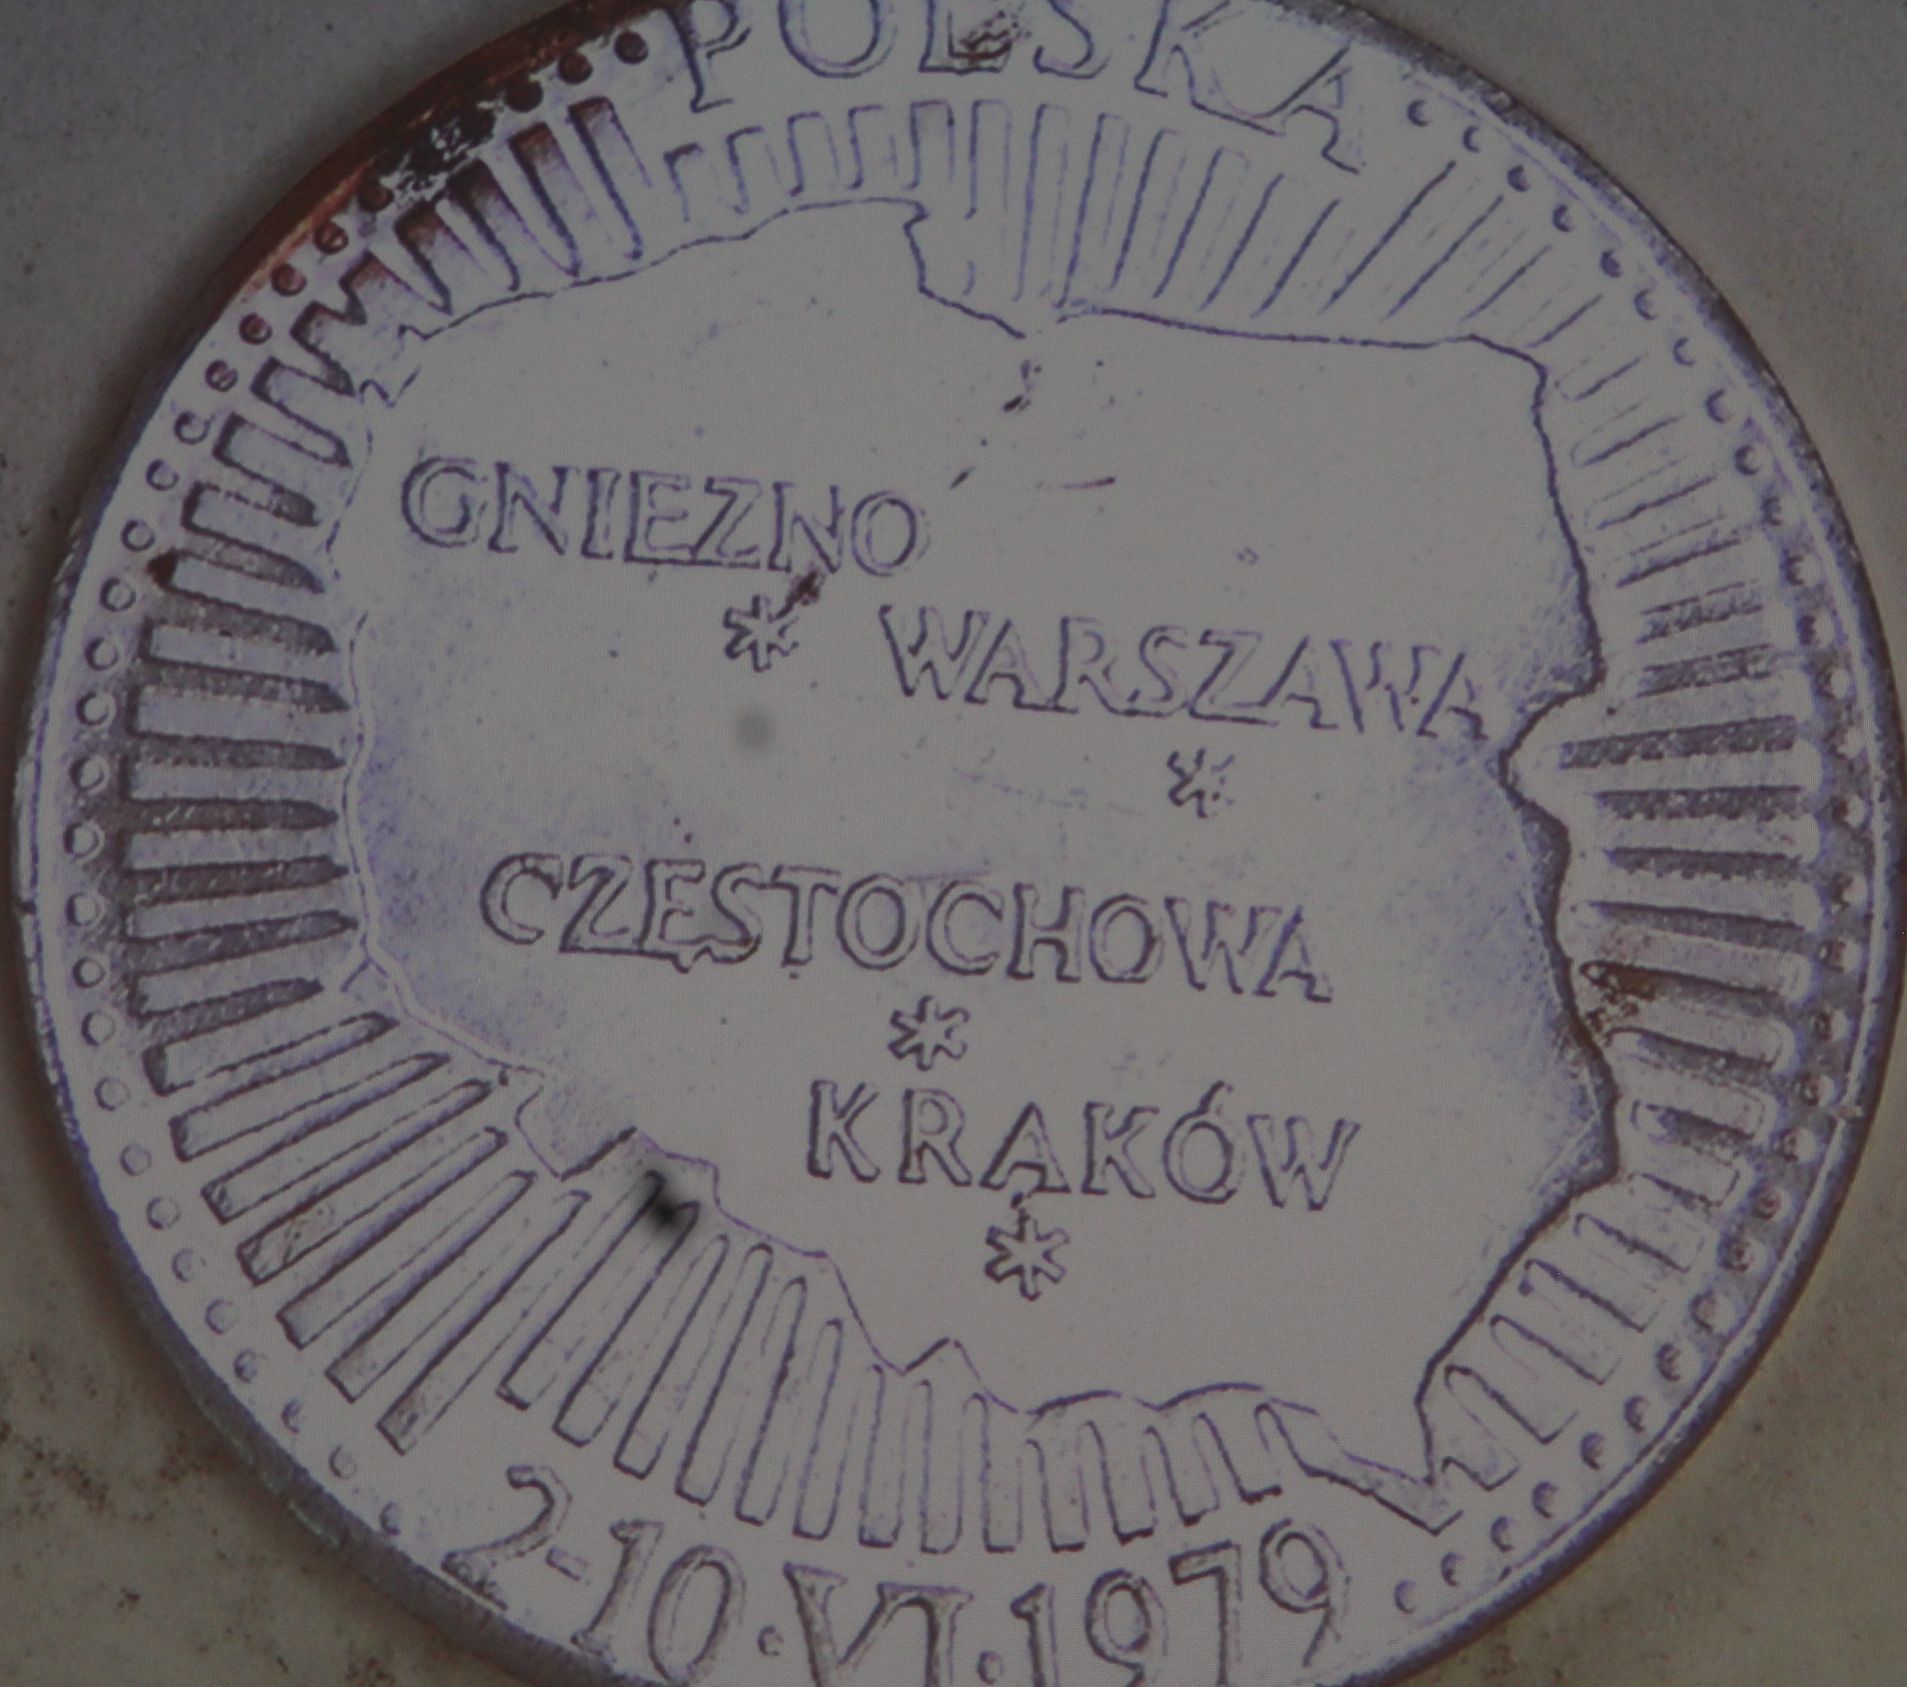 POLSKA
GNIEZNO
WARSZAWA
CZĘSTOCHOWA
KRAKÓW
2-10·VI·1979